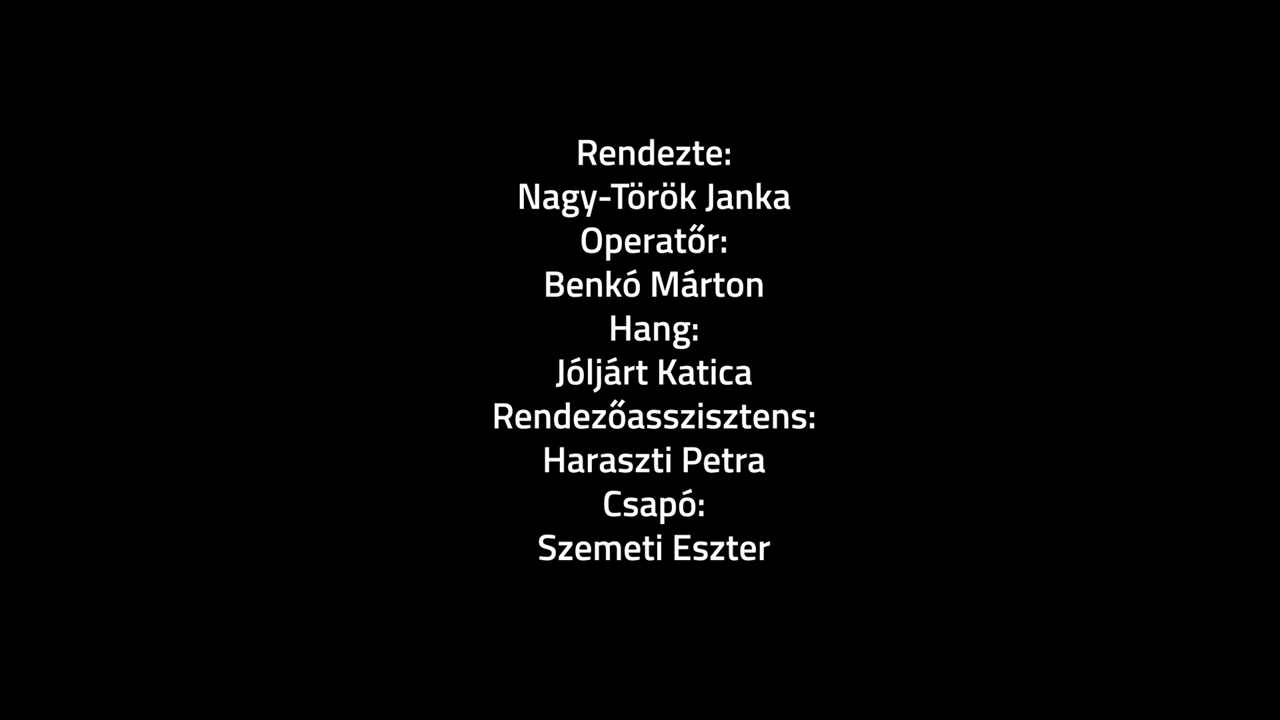 Rendezte:
Nagy-Török Janka
Operatőr:
Benkó Márton
Hang:
Jóljárt Katica
Rendezőasszisztens:
Haraszti Petra
Csapó:
Szemeti Eszter